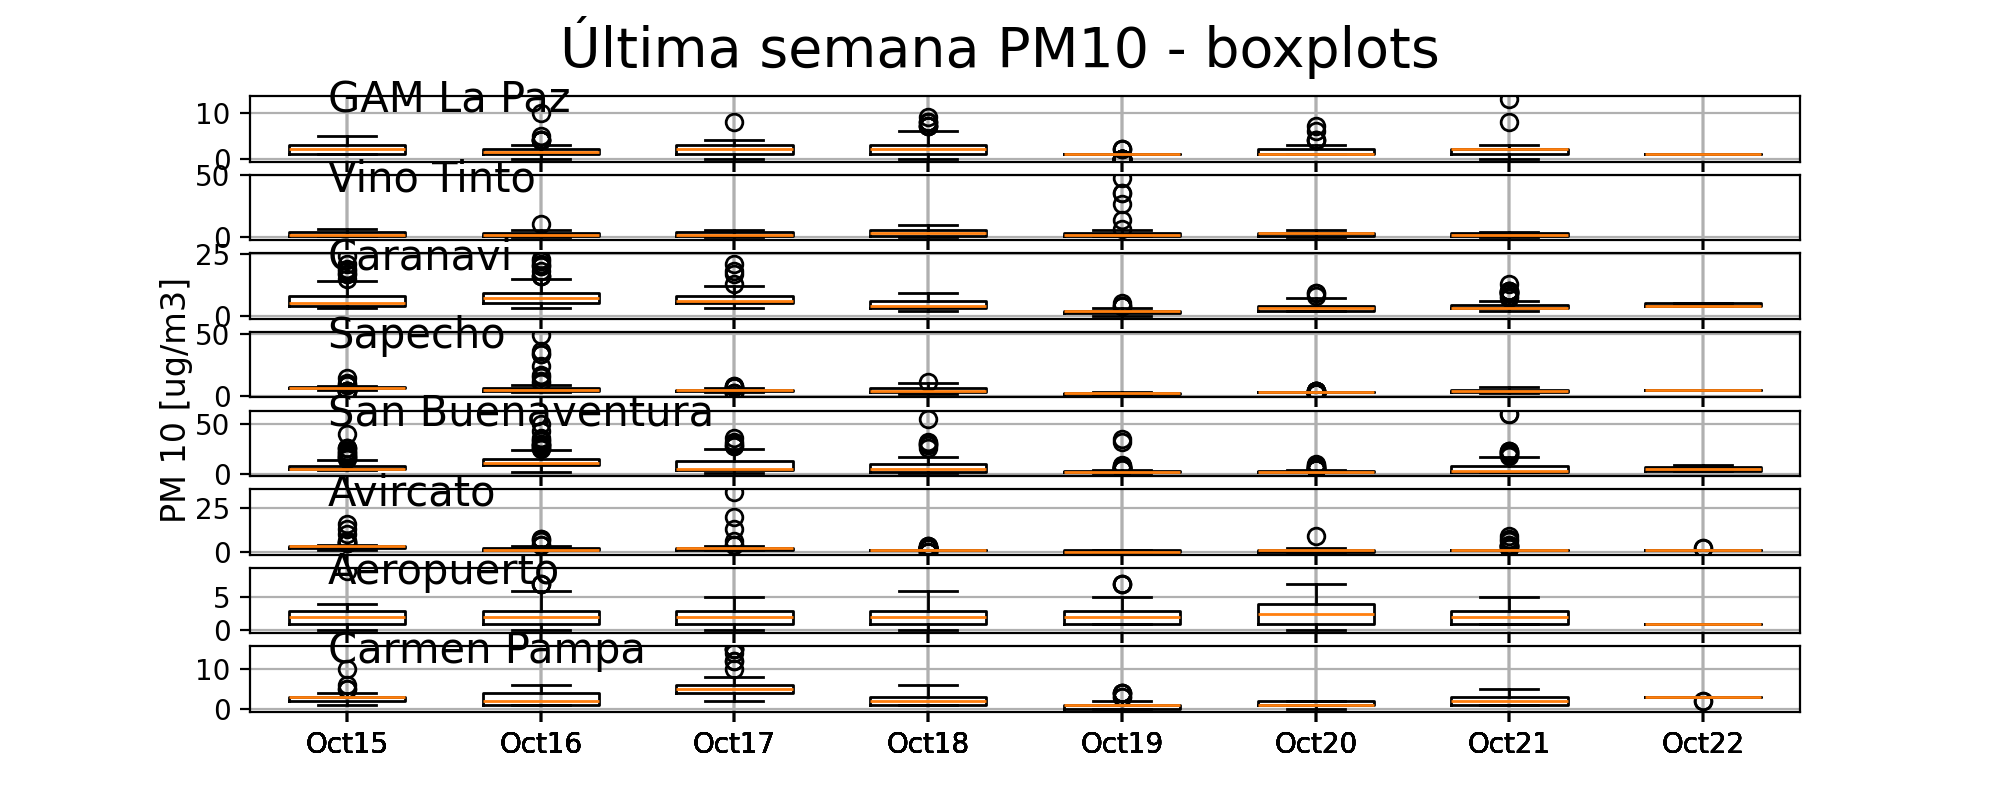 Última semana PM10 - boxplots
GAM La Paz
10
0
Vino Tinto
50
0
Caranavi
25
0
Sapecho
50
0
San Buenaventura
50
0
Avircato
25
0
Aeropuerto
5
0
Carmen Pampa
10
0
PM 10 [ug/m3]
Oct15 Oct16 Oct17 Oct18 Oct19 Oct20 Oct21 Oct22